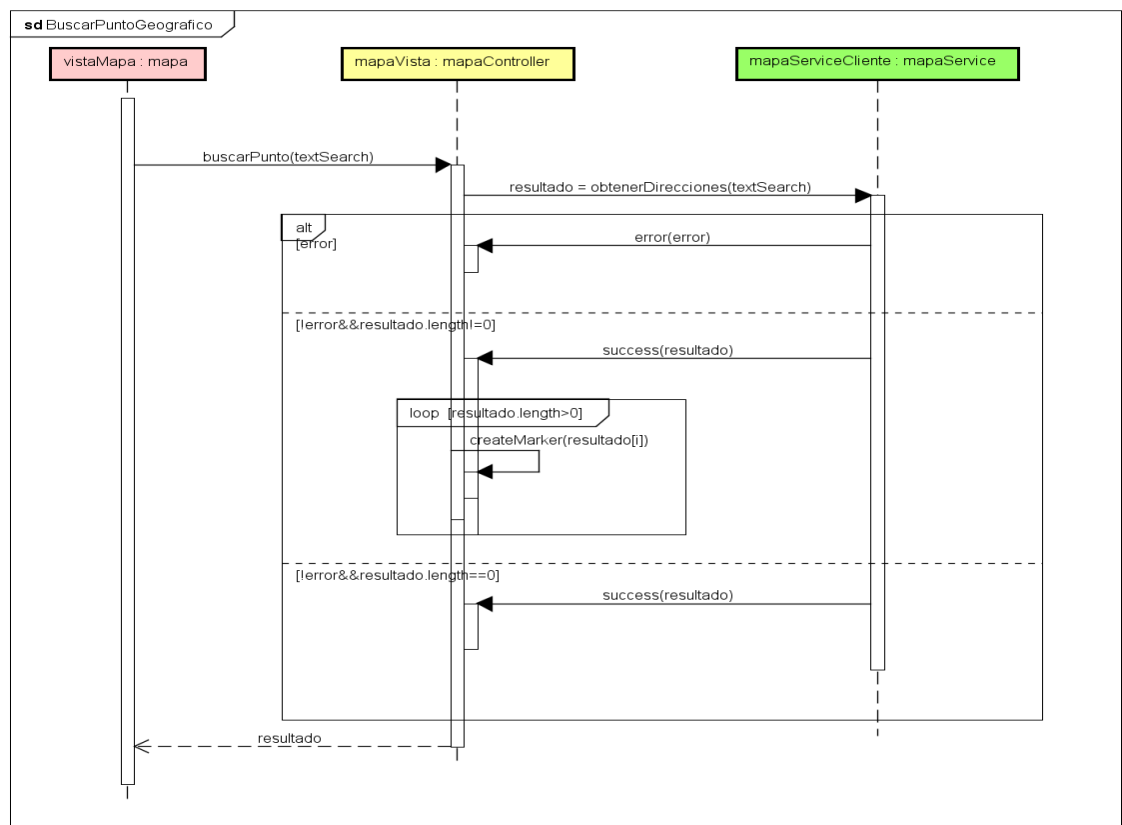 sd BuscarPuntoGeografico
vistaMapa : mapa
mapaVista : mapaController
mapaServiceCliente : mapaService
buscarPunto(textSearch)
resultado = obtenerDirecciones(textSearch)
alt
[error]
error(error)
[!error&&resultado.length!=0]
success(resultado)
loop [resultado.length>0]
createMarker(resultado[i])
[!error&&resultado.length==0]
success(resultado)
resultado